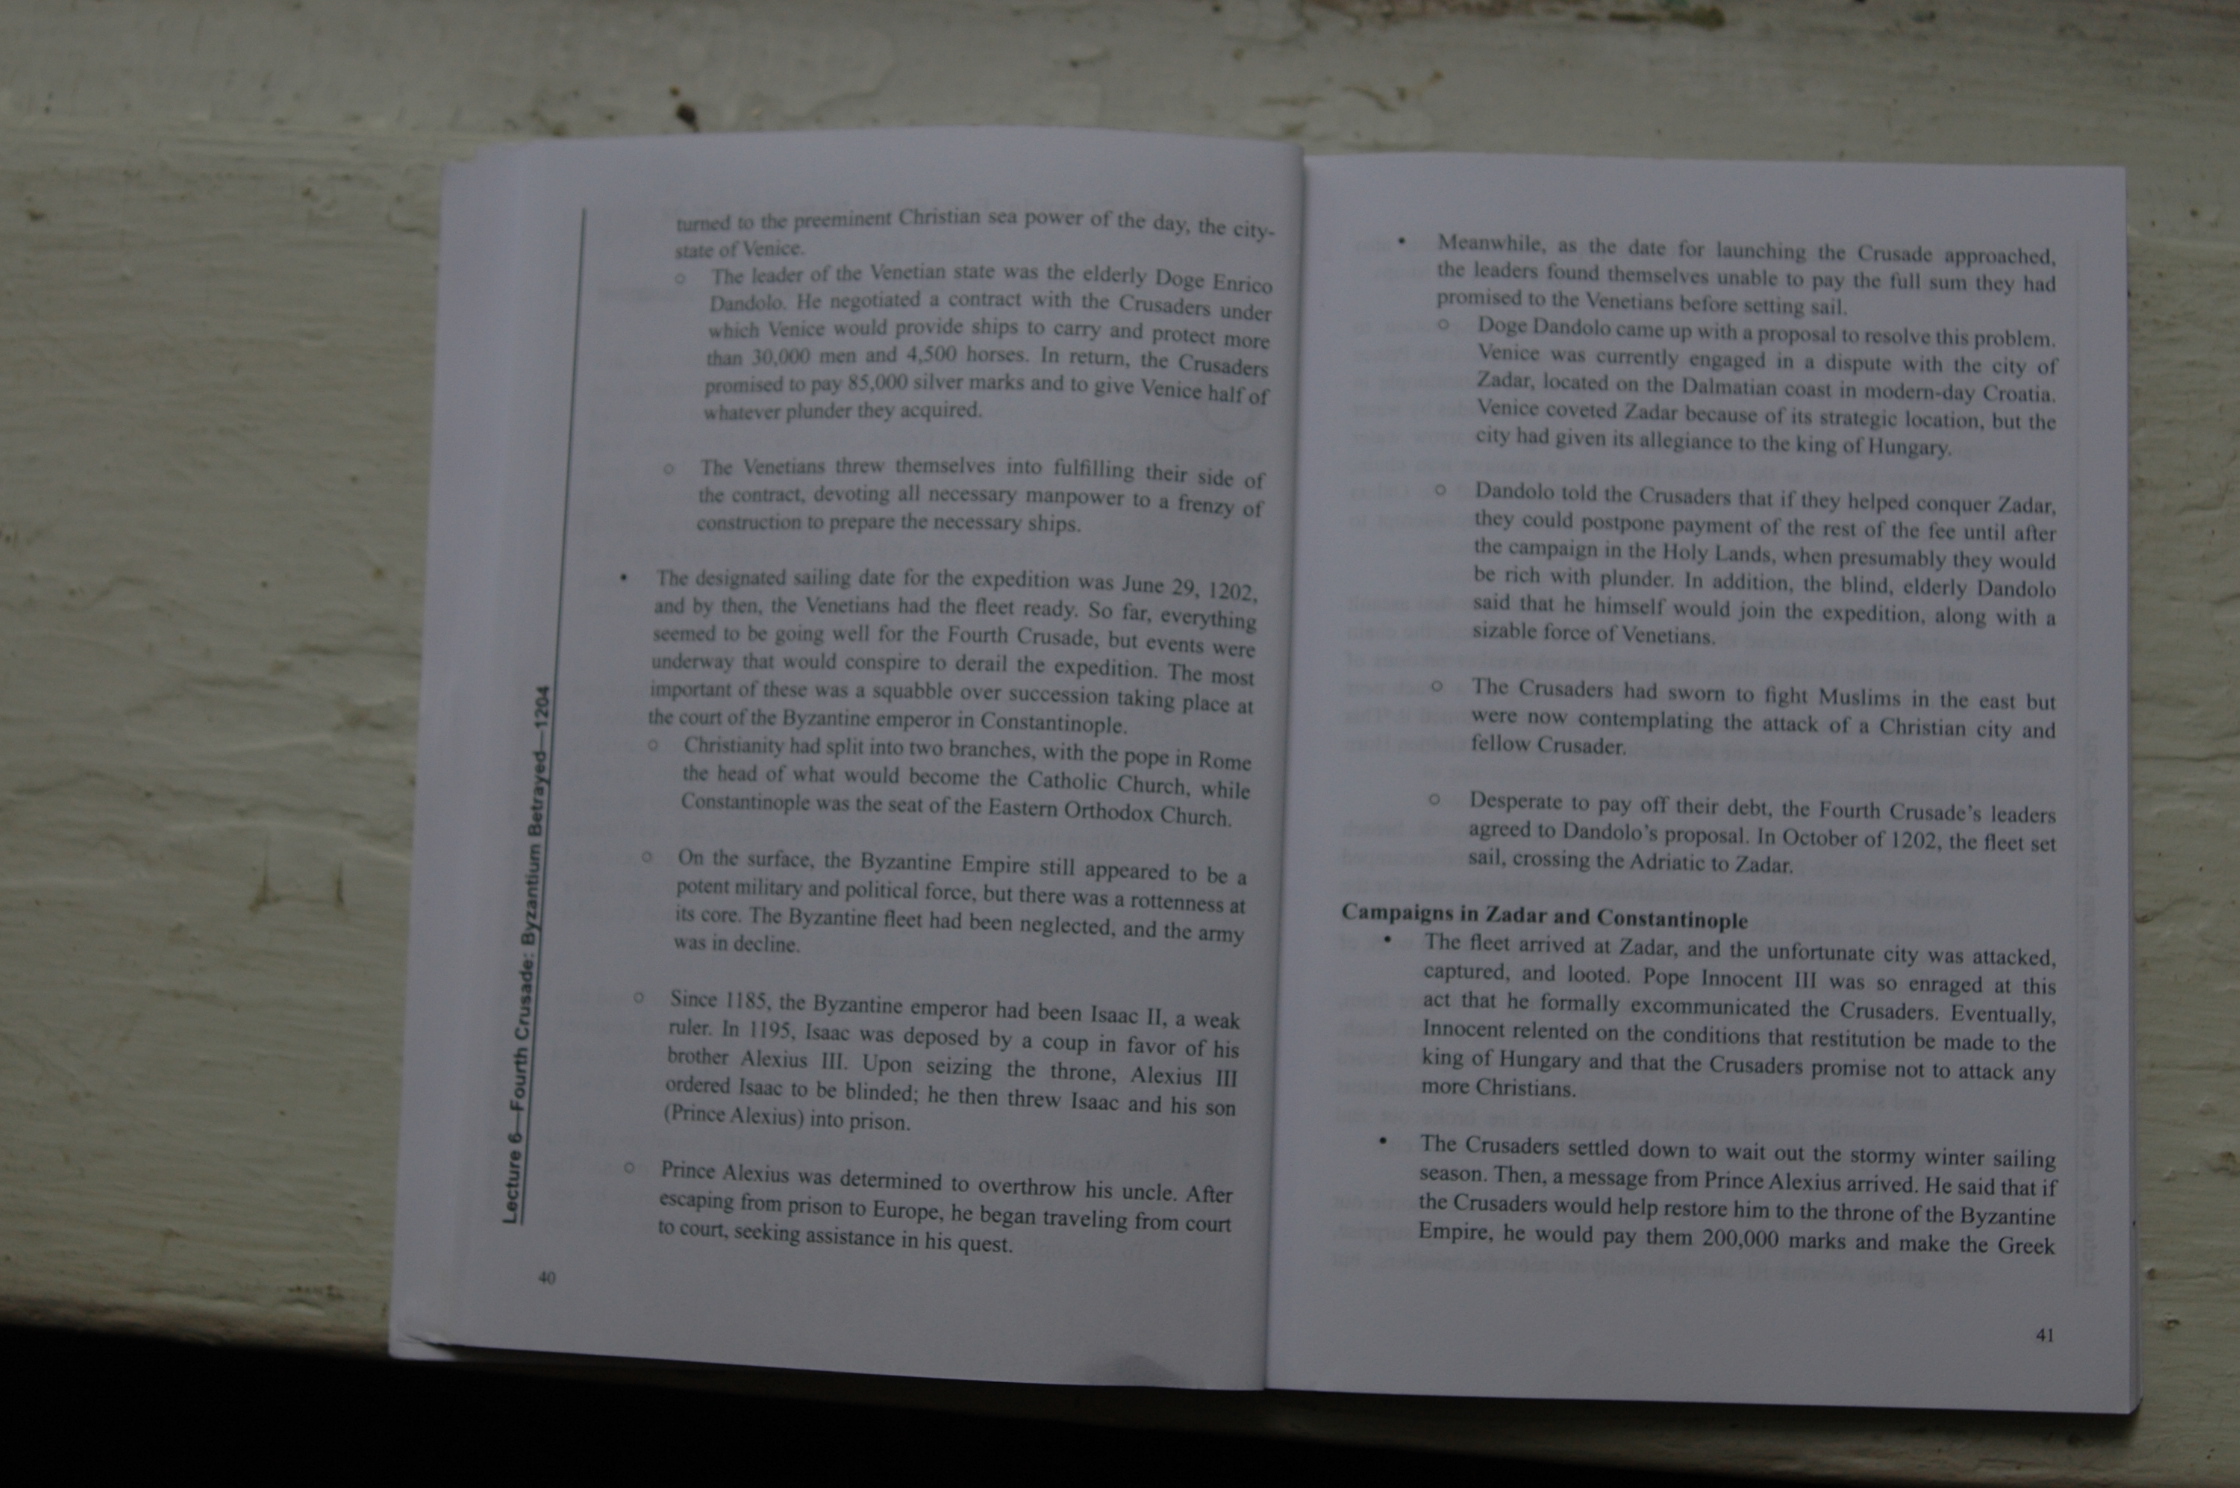 turned to the preeminent Christian sea power of the day, the city-
state of Venice.
○ The leader of the Venetian state was the elderly Doge Enrico
Dandolo. He negotiated a contract with the Crusaders under
which Venice would provide ships to carry and protect more
than 30,000 men and 4,500 horses. In return, the Crusaders
promised to pay 85,000 silver marks and to give Venice half of
whatever plunder they acquired.
○ The Venetians threw themselves into fulfilling their side of
the contract, devoting all necessary manpower to a frenzy of
construction to prepare the necessary ships.
• The designated sailing date for the expedition was June 29, 1202,
and by then, the Venetians had the fleet ready. So far, everything
seemed to be going well for the Fourth Crusade, but events were
underway that would conspire to derail the expedition. The most
important of these was a squabble over succession taking place at
the court of the Byzantine emperor in Constantinople.
○ Christianity had split into two branches, with the pope in Rome
the head of what would become the Catholic Church, while
Constantinople was the seat of the Eastern Orthodox Church.
○ On the surface, the Byzantine Empire still appeared to be a
potent military and political force, but there was a rottenness at
its core. The Byzantine fleet had been neglected, and the army
was in decline.
○ Since 1185, the Byzantine emperor had been Isaac II, a weak
ruler. In 1195, Isaac was deposed by a coup in favor of his
brother Alexius III. Upon seizing the throne, Alexius III
ordered Isaac to be blinded; he then threw Isaac and his son
(Prince Alexius) into prison.
○ Prince Alexius was determined to overthrow his uncle. After
escaping from prison to Europe, he began traveling from court
to court, seeking assistance in his quest.
Lecture 6—Fourth Crusade: Byzantium Betrayed—1204
40
• Meanwhile, as the date for launching the Crusade approached,
the leaders found themselves unable to pay the full sum they had
promised to the Venetians before setting sail.
○ Doge Dandolo came up with a proposal to resolve this problem.
Venice was currently engaged in a dispute with the city of
Zadar, located on the Dalmatian coast in modern-day Croatia.
Venice coveted Zadar because of its strategic location, but the
city had given its allegiance to the king of Hungary.
○ Dandolo told the Crusaders that if they helped conquer Zadar,
they could postpone payment of the rest of the fee until after
the campaign in the Holy Lands, when presumably they would
be rich with plunder. In addition, the blind, elderly Dandolo
said that he himself would join the expedition, along with a
sizable force of Venetians.
○ The Crusaders had sworn to fight Muslims in the east but
were now contemplating the attack of a Christian city and
fellow Crusader.
○ Desperate to pay off their debt, the Fourth Crusade's leaders
agreed to Dandolo's proposal. In October of 1202, the fleet set
sail, crossing the Adriatic to Zadar.
Campaigns in Zadar and Constantinople
• The fleet arrived at Zadar, and the unfortunate city was attacked,
captured, and looted. Pope Innocent III was so enraged at this
act that he formally excommunicated the Crusaders. Eventually,
Innocent relented on the conditions that restitution be made to the
king of Hungary and that the Crusaders promise not to attack any
more Christians.
• The Crusaders settled down to wait out the stormy winter sailing
season. Then, a message from Prince Alexius arrived. He said that if
the Crusaders would help restore him to the throne of the Byzantine
Empire, he would pay them 200,000 marks and make the Greek
41